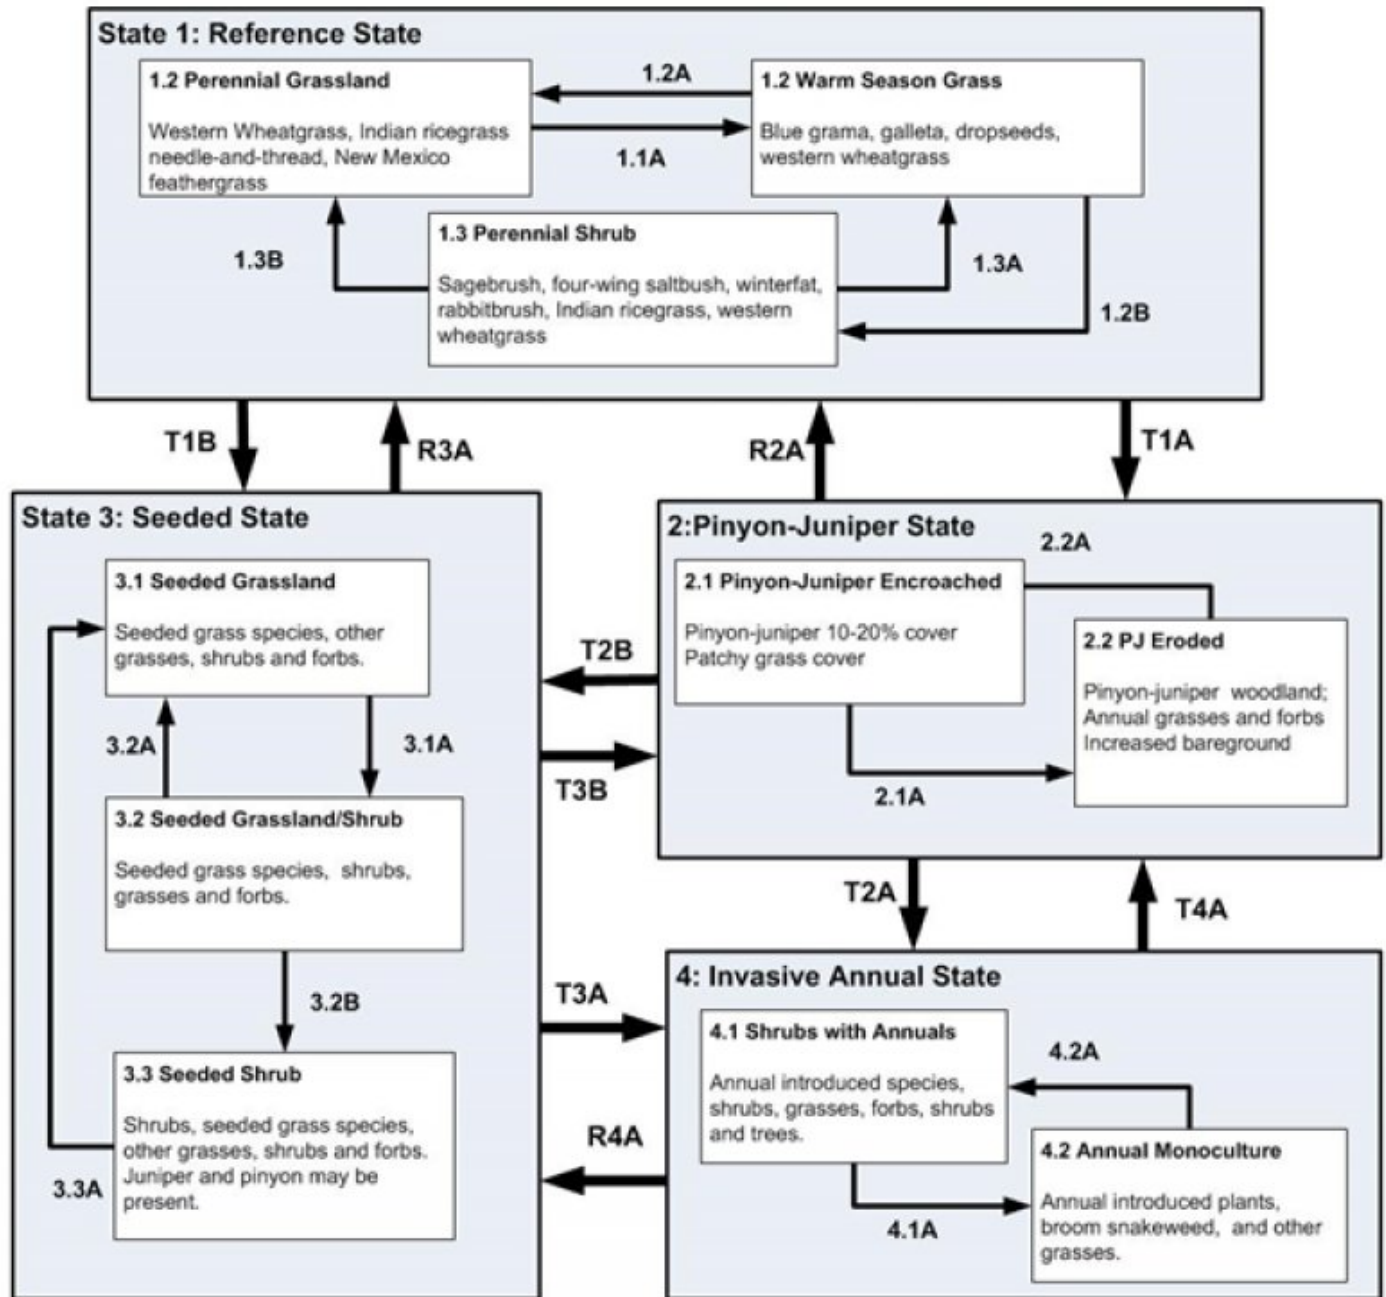 State 1: Reference State
1.2 Perennial Grassland
Western Wheatgrass, Indian ricegrass
needle-and-thread, New Mexico
feathergrass
1.2A
1.1A
1.2 Warm Season Grass
Blue grama, galleta, dropseeds,
western wheatgrass
1.3B
1.3 Perennial Shrub
Sagebrush, four-wing saltbush, winterfat,
rabbitbrush, Indian ricegrass, western
wheatgrass
1.3A
1.2B
T1B
R3A
R2A
T1A
State 3: Seeded State
3.1 Seeded Grassland
Seeded grass species, other
grasses, shrubs and forbs.
3.2A
3.1A
3.2 Seeded Grassland/Shrub
Seeded grass species, shrubs,
grasses and forbs.
3.2B
3.3 Seeded Shrub
Shrubs, seeded grass species,
other grasses, shrubs and forbs.
Juniper and pinyon may be
present.
3.3A
T2B
T3B
2:Pinyon-Juniper State
2.2A
2.1 Pinyon-Juniper Encroached
Pinyon-juniper 10-20% cover
Patchy grass cover
2.2 PJ Eroded
Pinyon-juniper woodland;
Annual grasses and forbs
Increased bareground
2.1A
T2A
T4A
T3A
R4A
4: Invasive Annual State
4.1 Shrubs with Annuals
Annual introduced species,
shrubs, grasses, forbs, shrubs
and trees.
4.2A
4.2 Annual Monoculture
Annual introduced plants,
broom snakeweed, and other
grasses.
4.1A